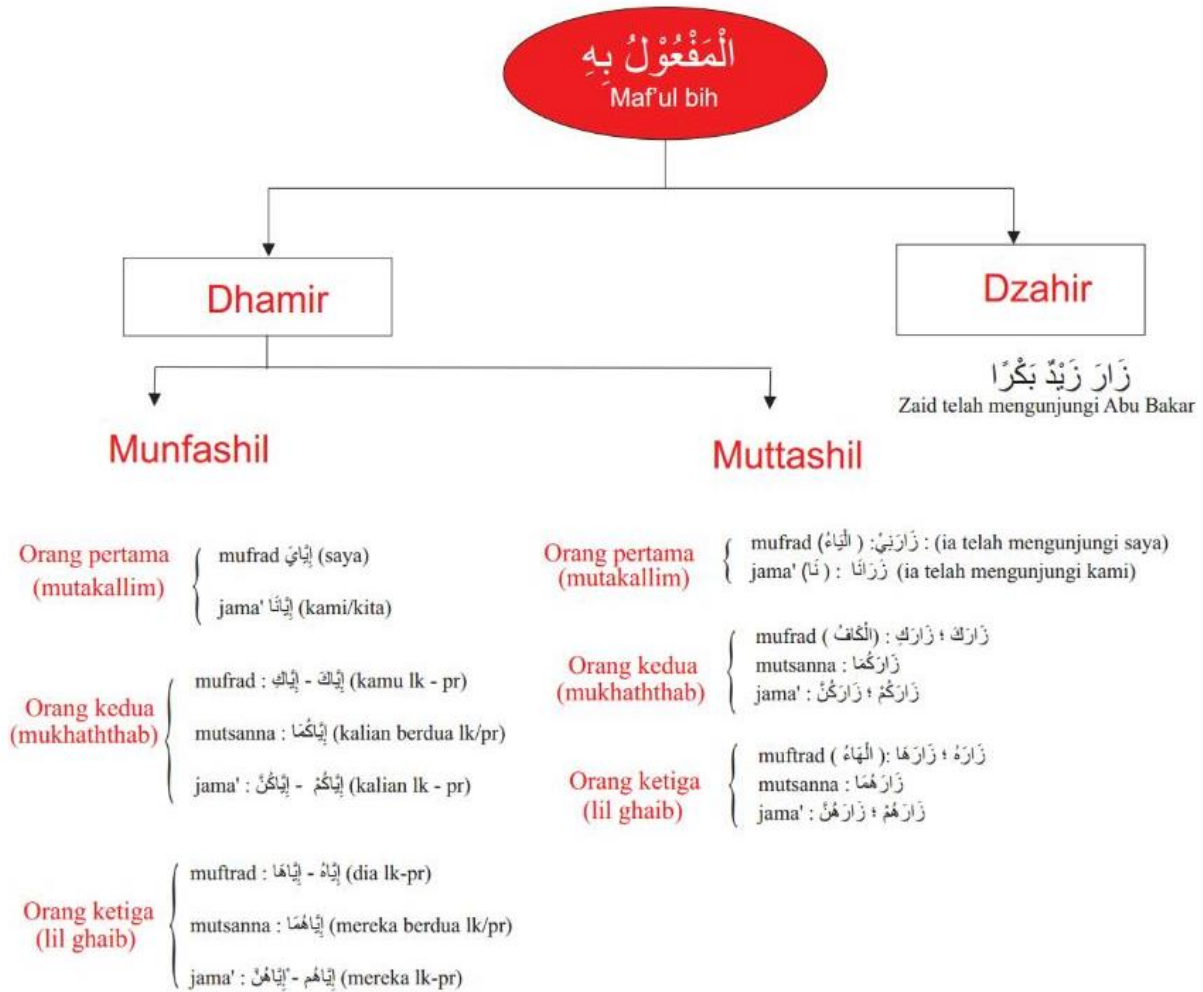 الْمَفْعُوْلُ بِهِ
Maf'ul bih
Dhamir
Dzahir
زَارَ زَيْدٌ بَكْرًا
Zaid telah mengunjungi Abu Bakar
Munfashil
Orang pertama
(mutakallim)
mufrad إِيَّايَ (saya)
jama' إِيَّانَا (kami/kita)
Orang kedua
(mukhaththab)
mufrad : إِيَّاكَ - إِيَّاكِ (kamu lk - pr)
mutsanna : إِيَّاكُمَا (kalian berdua lk/pr)
jama' : إِيَّاكُمْ - إِيَّاكُنَّ (kalian lk - pr)
Orang ketiga
(lil ghaib)
muftrad : إِيَّاهُ - إِيَّاهَا (dia lk-pr)
mutsanna : إِيَّاهُمَا (mereka berdua lk/pr)
jama' : إِيَّاهُم - إِيَّاهُنَّ (mereka lk-pr)
Muttashil
Orang pertama
(mutakallim)
mufrad (الْيَاءُ ) :زَارَنِيْ : (ia telah mengunjungi saya)
jama' (نَا ) : زَرَانَا (ia telah mengunjungi kami)
Orang kedua
(mukhaththab)
mufrad ( الْكَافُ) : زَارَكَ ؛ زَارَكِ
mutsanna : زَارَكُمَا
jama' : زَارَكُمْ ؛ زَارَكُنَّ
Orang ketiga
(lil ghaib)
muftrad ( الْهَاءُ ): زَارَهُ ؛ زَارَهَا
mutsanna : زَارَهُمَا
jama' : زَارَهُمْ ؛ زَارَهُنَّ